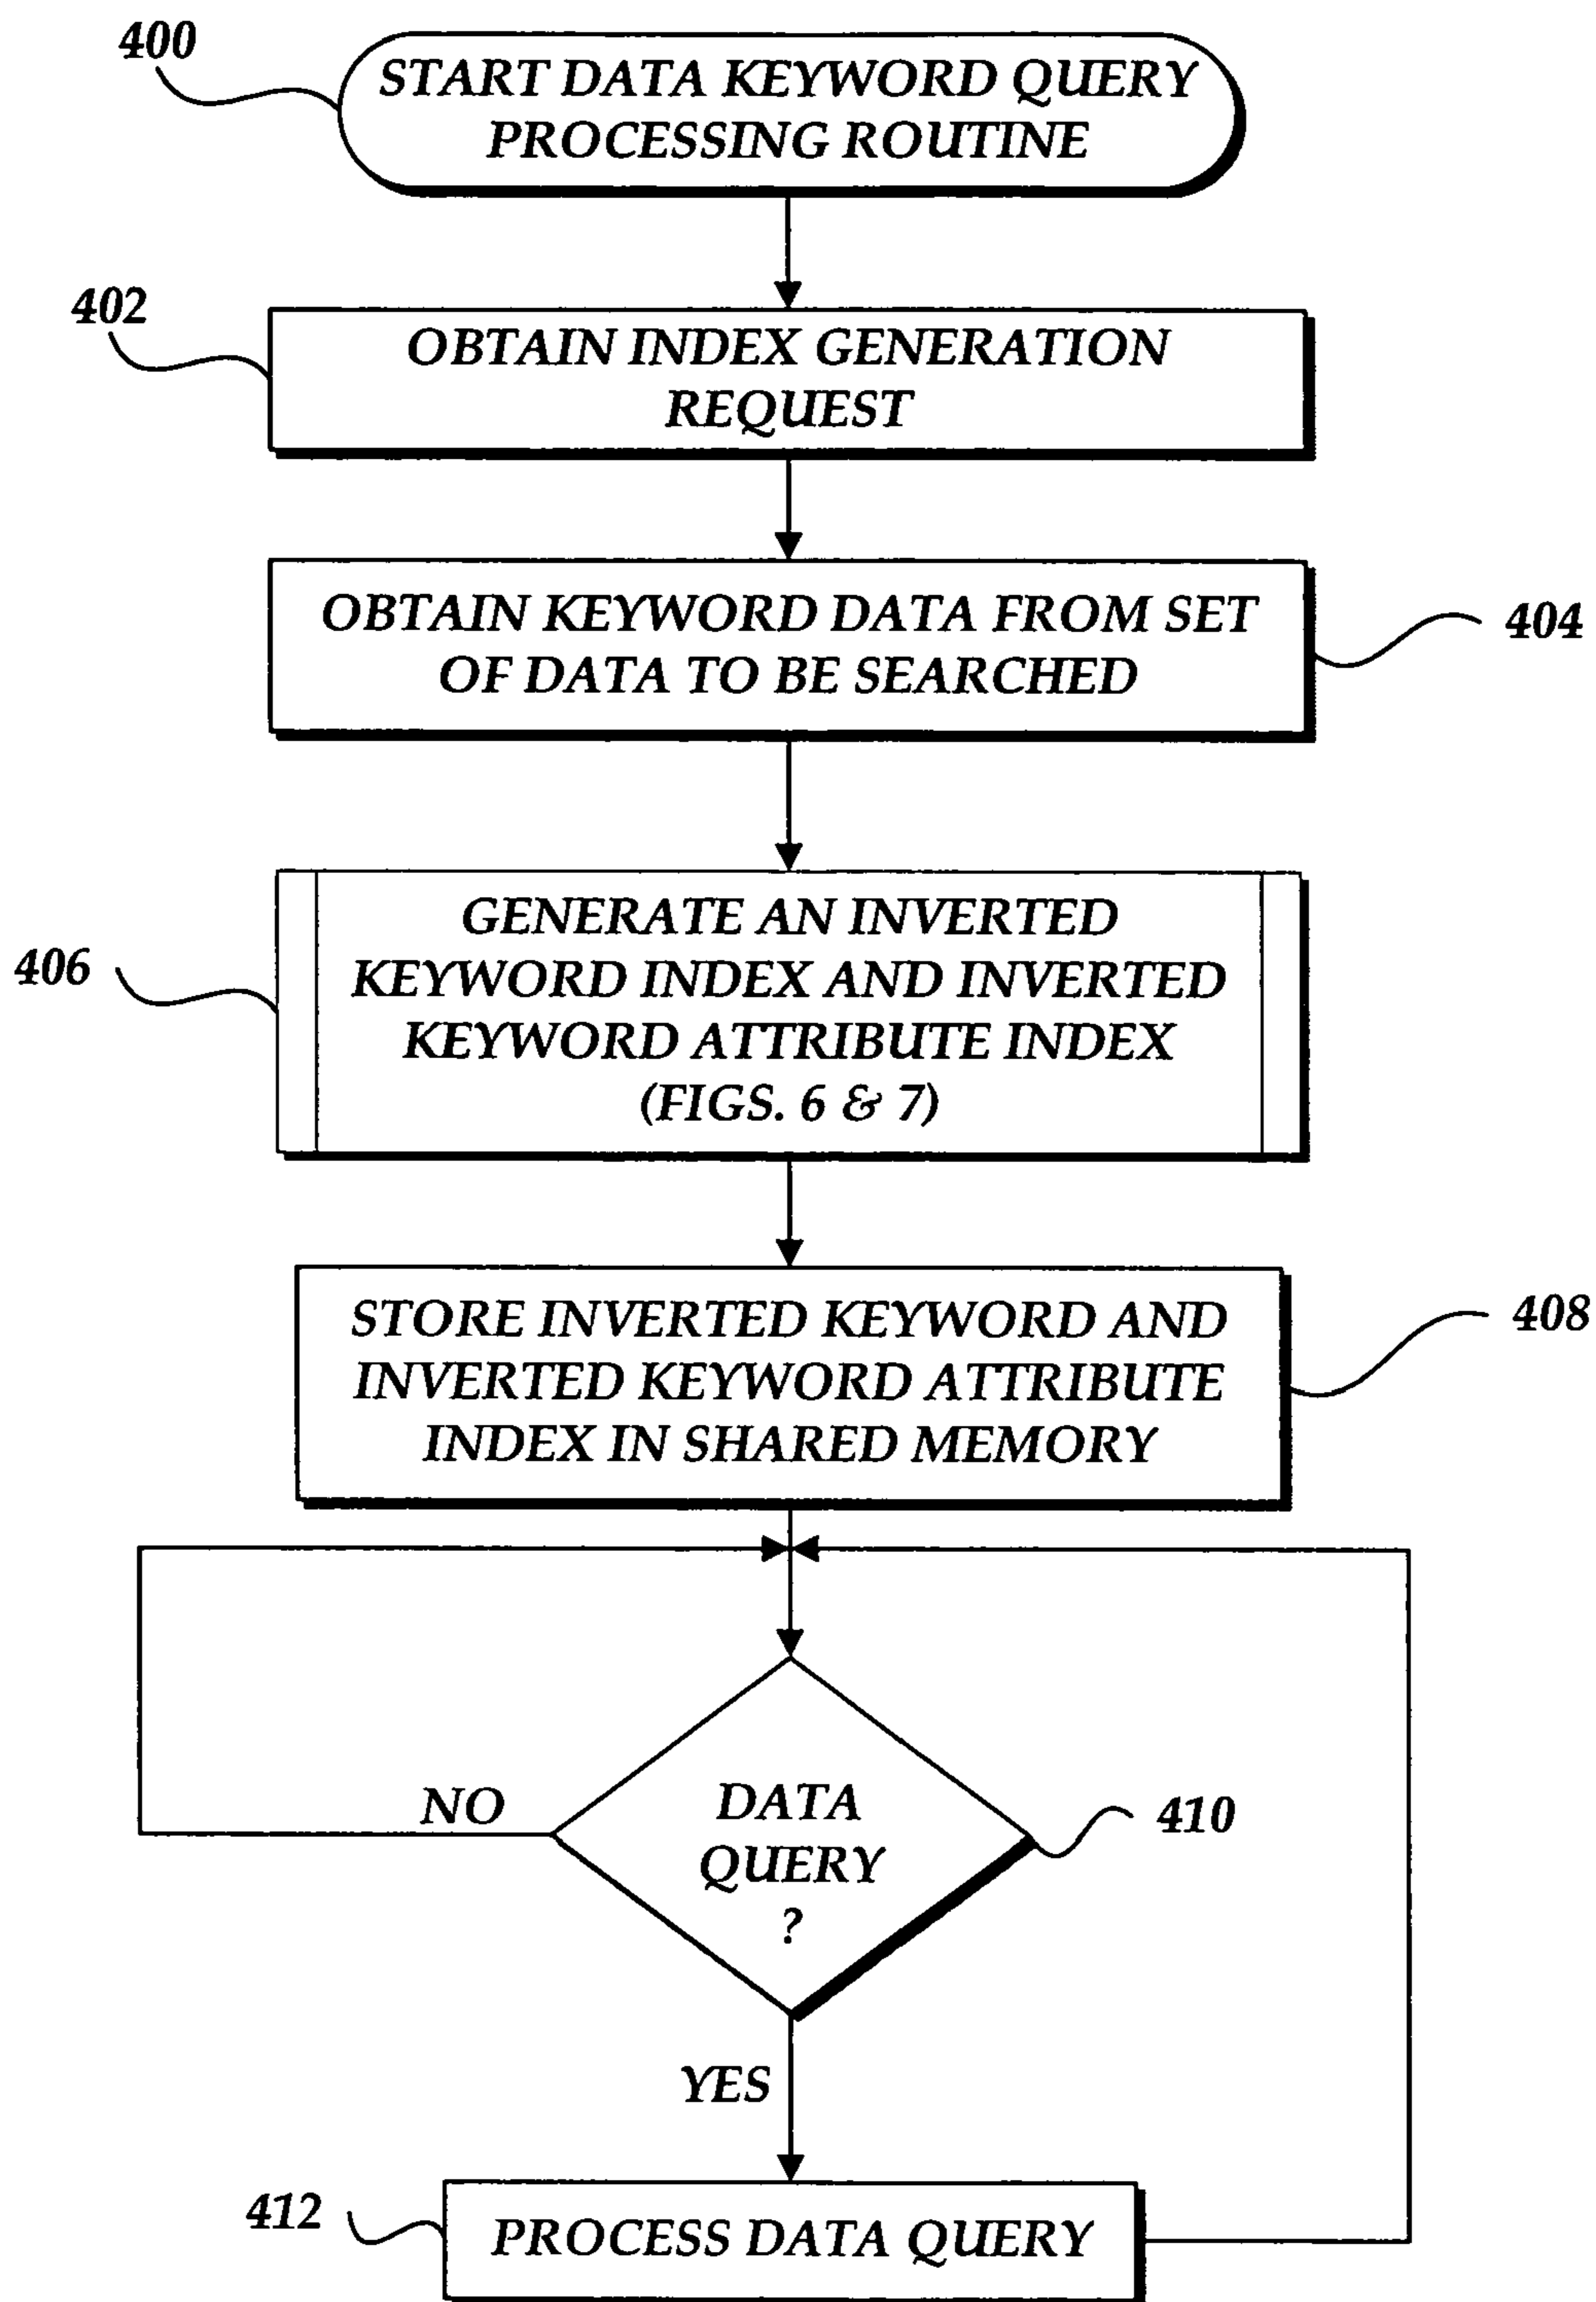 400
START DATA KEYWORD QUERY
PROCESSING ROUTINE
402
OBTAIN INDEX GENERATION
REQUEST
OBTAIN KEYWORD DATA FROM SET
OF DATA TO BE SEARCHED
404
406
GENERATE AN INVERTED
KEYWORD INDEX AND INVERTED
KEYWORD ATTRIBUTE INDEX
(FIGS. 6 & 7)
STORE INVERTED KEYWORD AND
INVERTED KEYWORD ATTRIBUTE
INDEX IN SHARED MEMORY
408
NO
DATA
QUERY
?
410
YES
412
PROCESS DATA QUERY